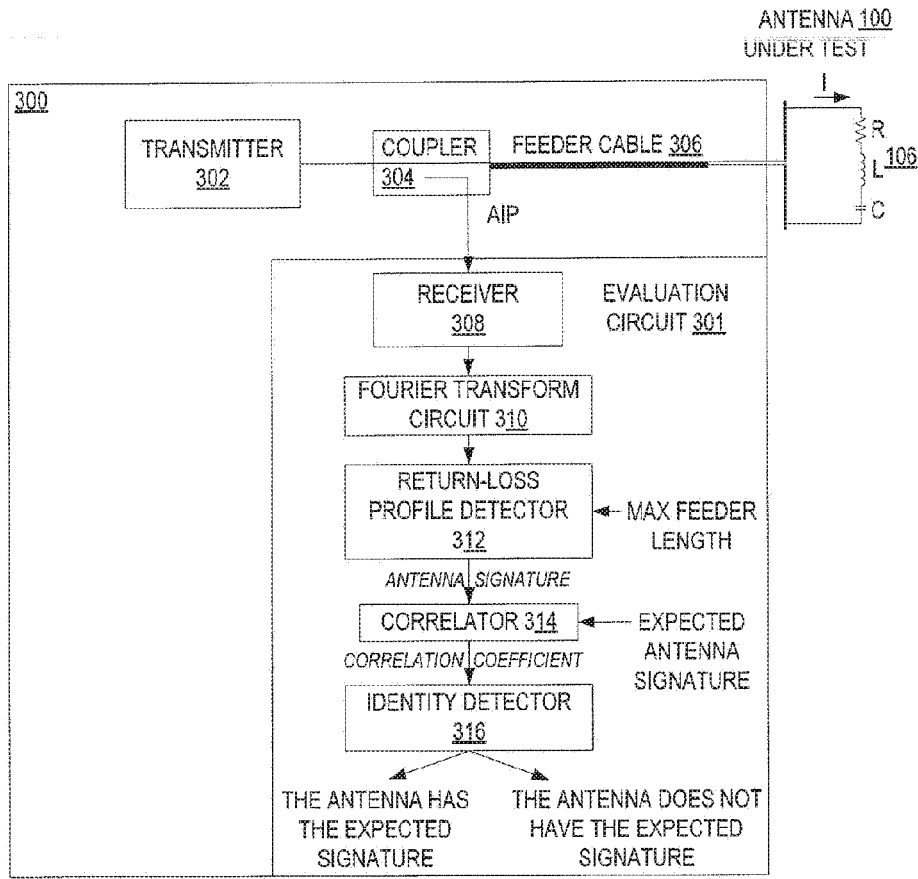 ANTENNA 100
UNDER TEST
300
I
TRANSMITTER
302
COUPLER
304
FEEDER CABLE 306
R
L
106
C
AIP
RECEIVER
308
EVALUATION
CIRCUIT 301
FOURIER TRANSFORM
CIRCUIT 310
RETURN-LOSS
PROFILE DETECTOR
312
MAX FEEDER
LENGTH
ANTENNA SIGNATURE
CORRELATOR 314
EXPECTED
ANTENNA
SIGNATURE
CORRELATION COEFFICIENT
IDENTITY DETECTOR
316
THE ANTENNA HAS
THE EXPECTED
SIGNATURE
THE ANTENNA DOES NOT
HAVE THE EXPECTED
SIGNATURE